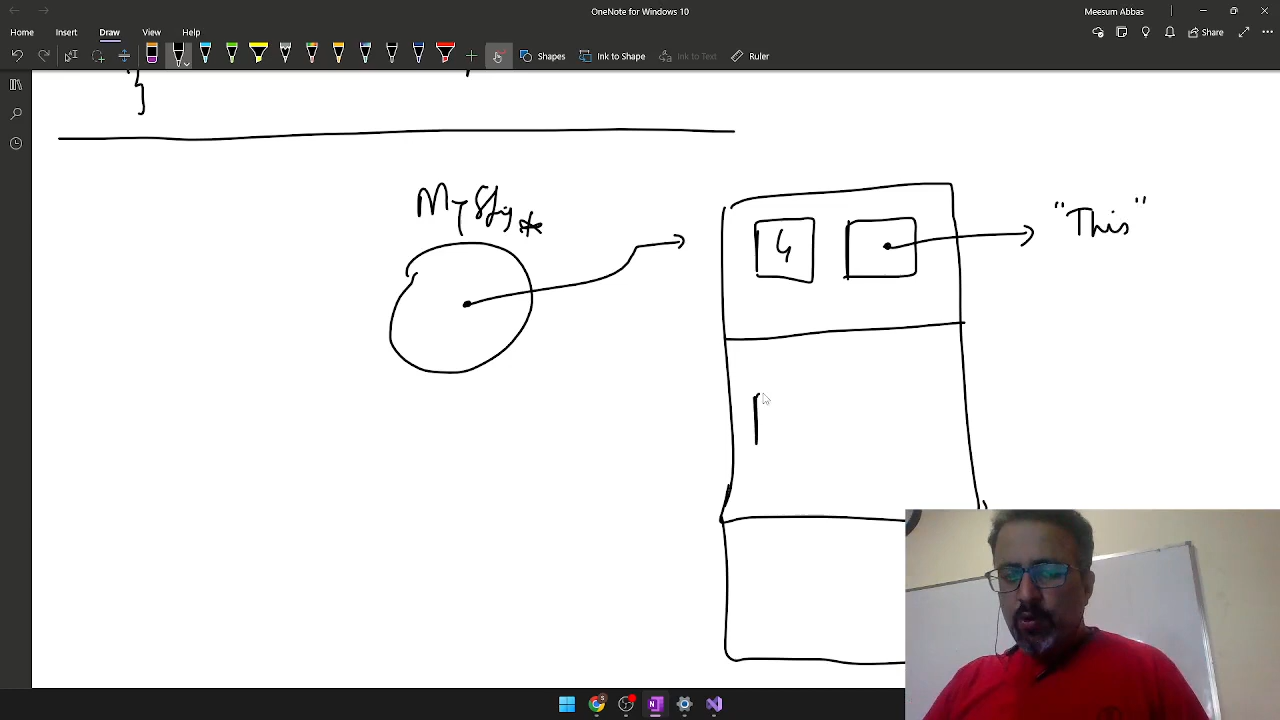 OneNote for Windows 10
Meesum Abbas
Home Insert Draw View Help
Shapes Ink to Shape Ink to Text Ruler Share
}
"This"
4